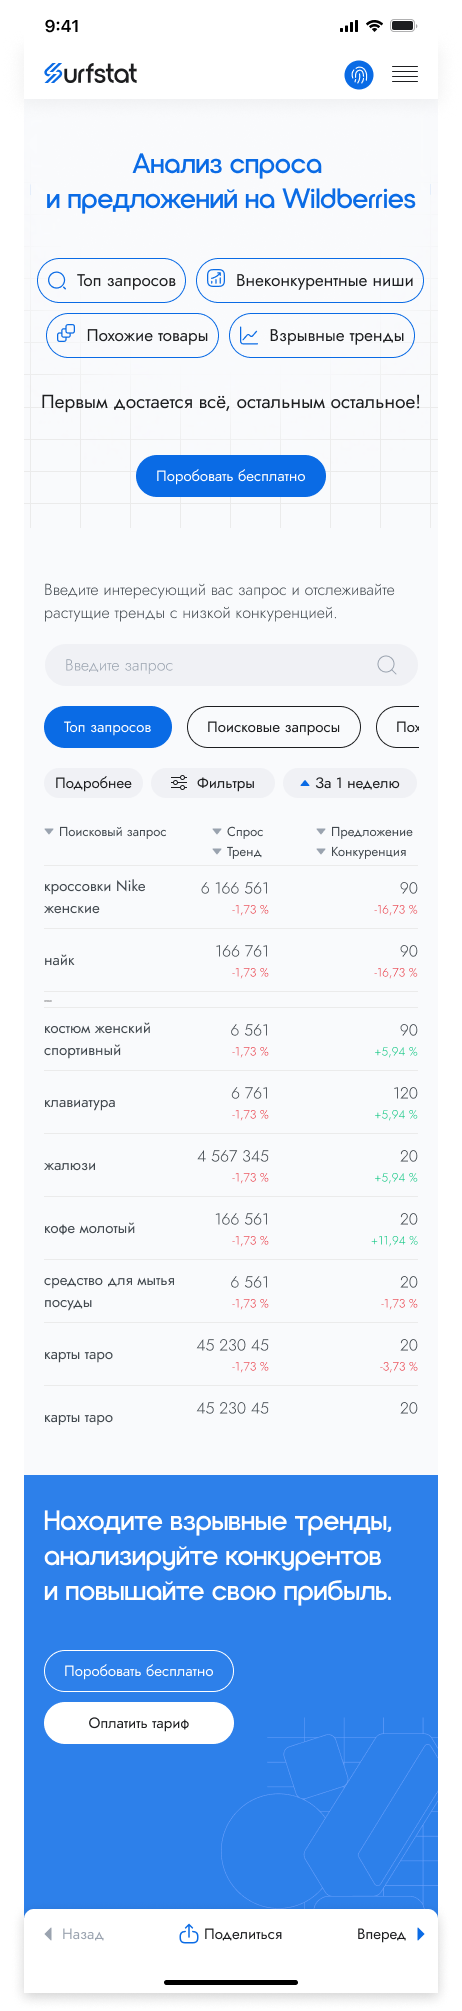 9:41
Surfstat
Анализ спроса
и предложений на Wildberries
Топ запросов
Внеконкурентные ниши
Похожие товары
Взрывные тренды
Первым достается всё, остальным остальное!
Поробовать бесплатно
Введите интересующий вас запрос и отслеживайте
растущие тренды с низкой конкуренцией.
Введите запрос
Топ запросов
Поисковые запросы
Пох
Подробнее
Фильтры
За 1 неделю
Поисковый запрос
Спрос
Предложение
Тренд
Конкуренция
кроссовки Nike
женские
6 166 561
90
-1,73 %
-16,73 %
найк
166 761
90
-1,73 %
-16,73 %
–
костюм женский
спортивный
6 561
90
-1,73 %
+5,94 %
клавиатура
6 761
120
-1,73 %
+5,94 %
жалюзи
4 567 345
20
-1,73 %
+5,94 %
кофе молотый
166 561
20
-1,73 %
+11,94 %
средство для мытья
посуды
6 561
20
-1,73 %
-1,73 %
карты таро
45 230 45
20
-1,73 %
-3,73 %
карты таро
45 230 45
20
Находите взрывные тренды,
анализируйте конкурентов
и повышайте свою прибыль.
Поробовать бесплатно
Оплатить тариф
Назад
Поделиться
Вперед